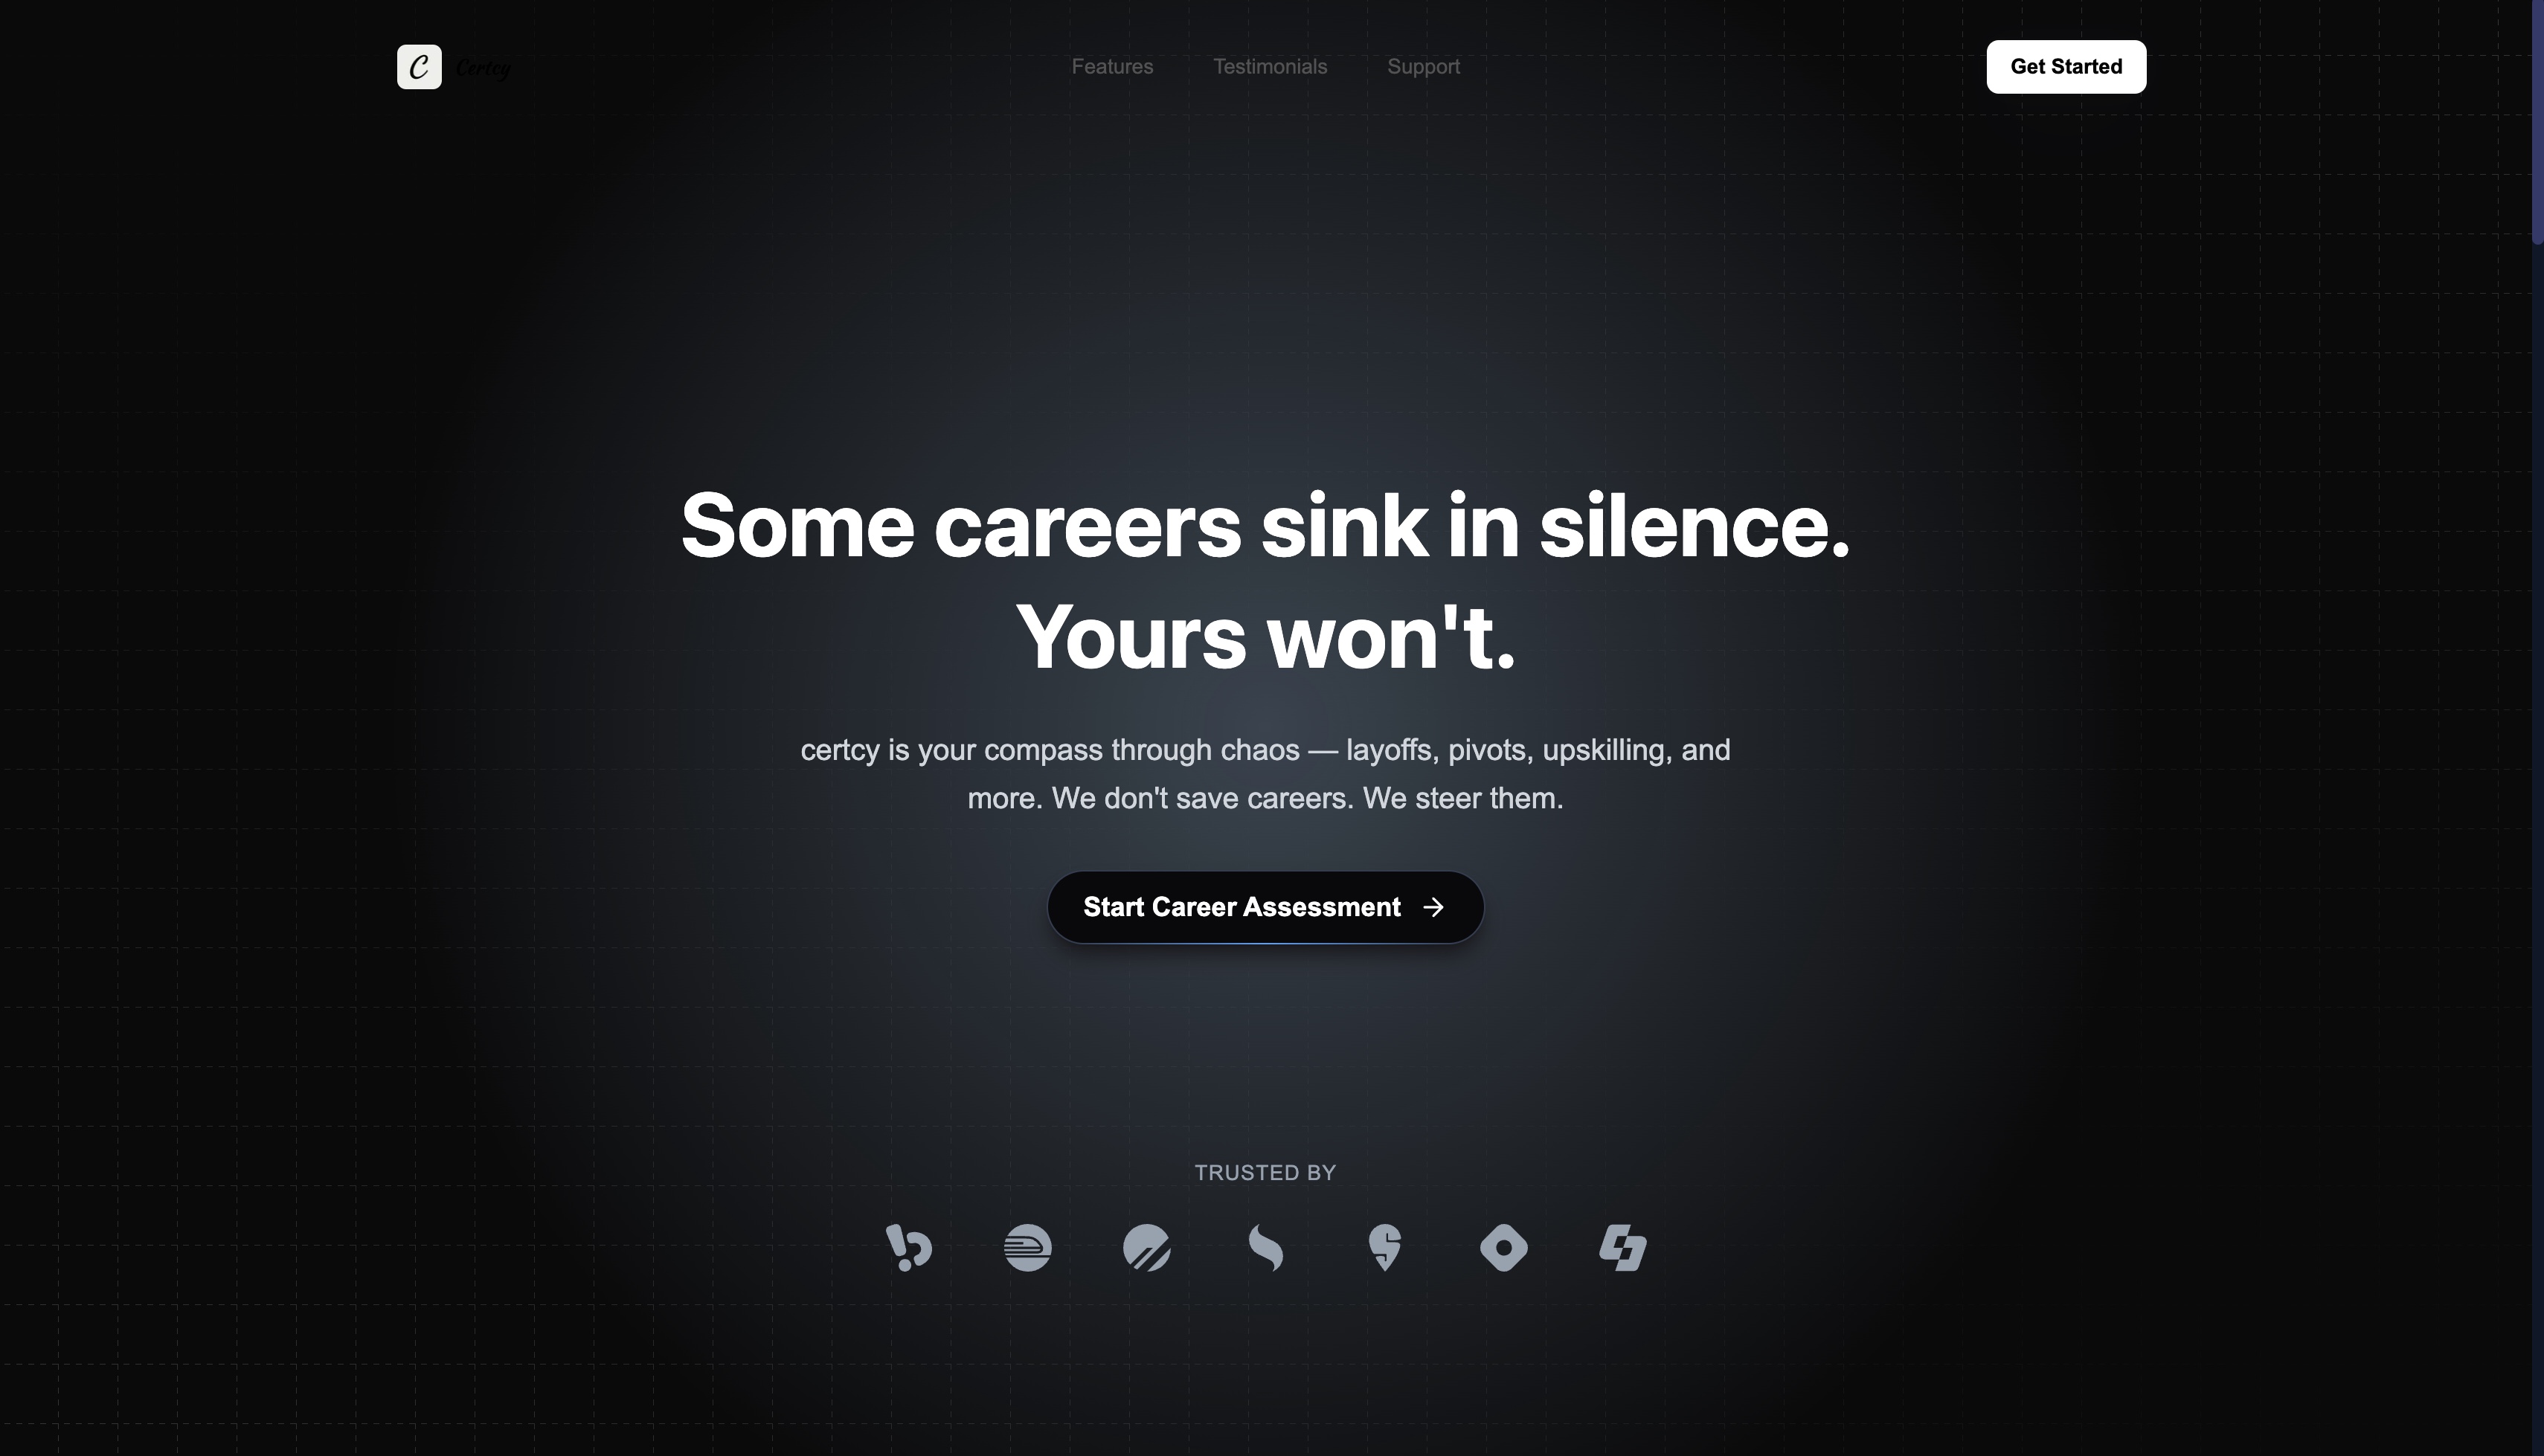 C Certcy
Features Testimonials Support
Get Started
Some careers sink in silence.
Yours won't.
certcy is your compass through chaos — layoffs, pivots, upskilling, and
more. We don't save careers. We steer them.
Start Career Assessment →
TRUSTED BY